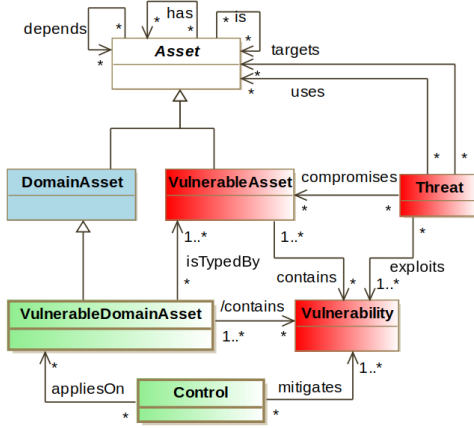 has
is
depends
*
*
*
*
*
Asset
targets
*
*
*
uses
*
*
DomainAsset
VulnerableAsset
compromises
Threat
*
*
1..*
1..*
*
isTypedBy
contains
exploits
*
*
1..*
VulnerableDomainAsset
/contains
Vulnerability
1..*
*
*
1..*
appliesOn
Control
mitigates
*
*